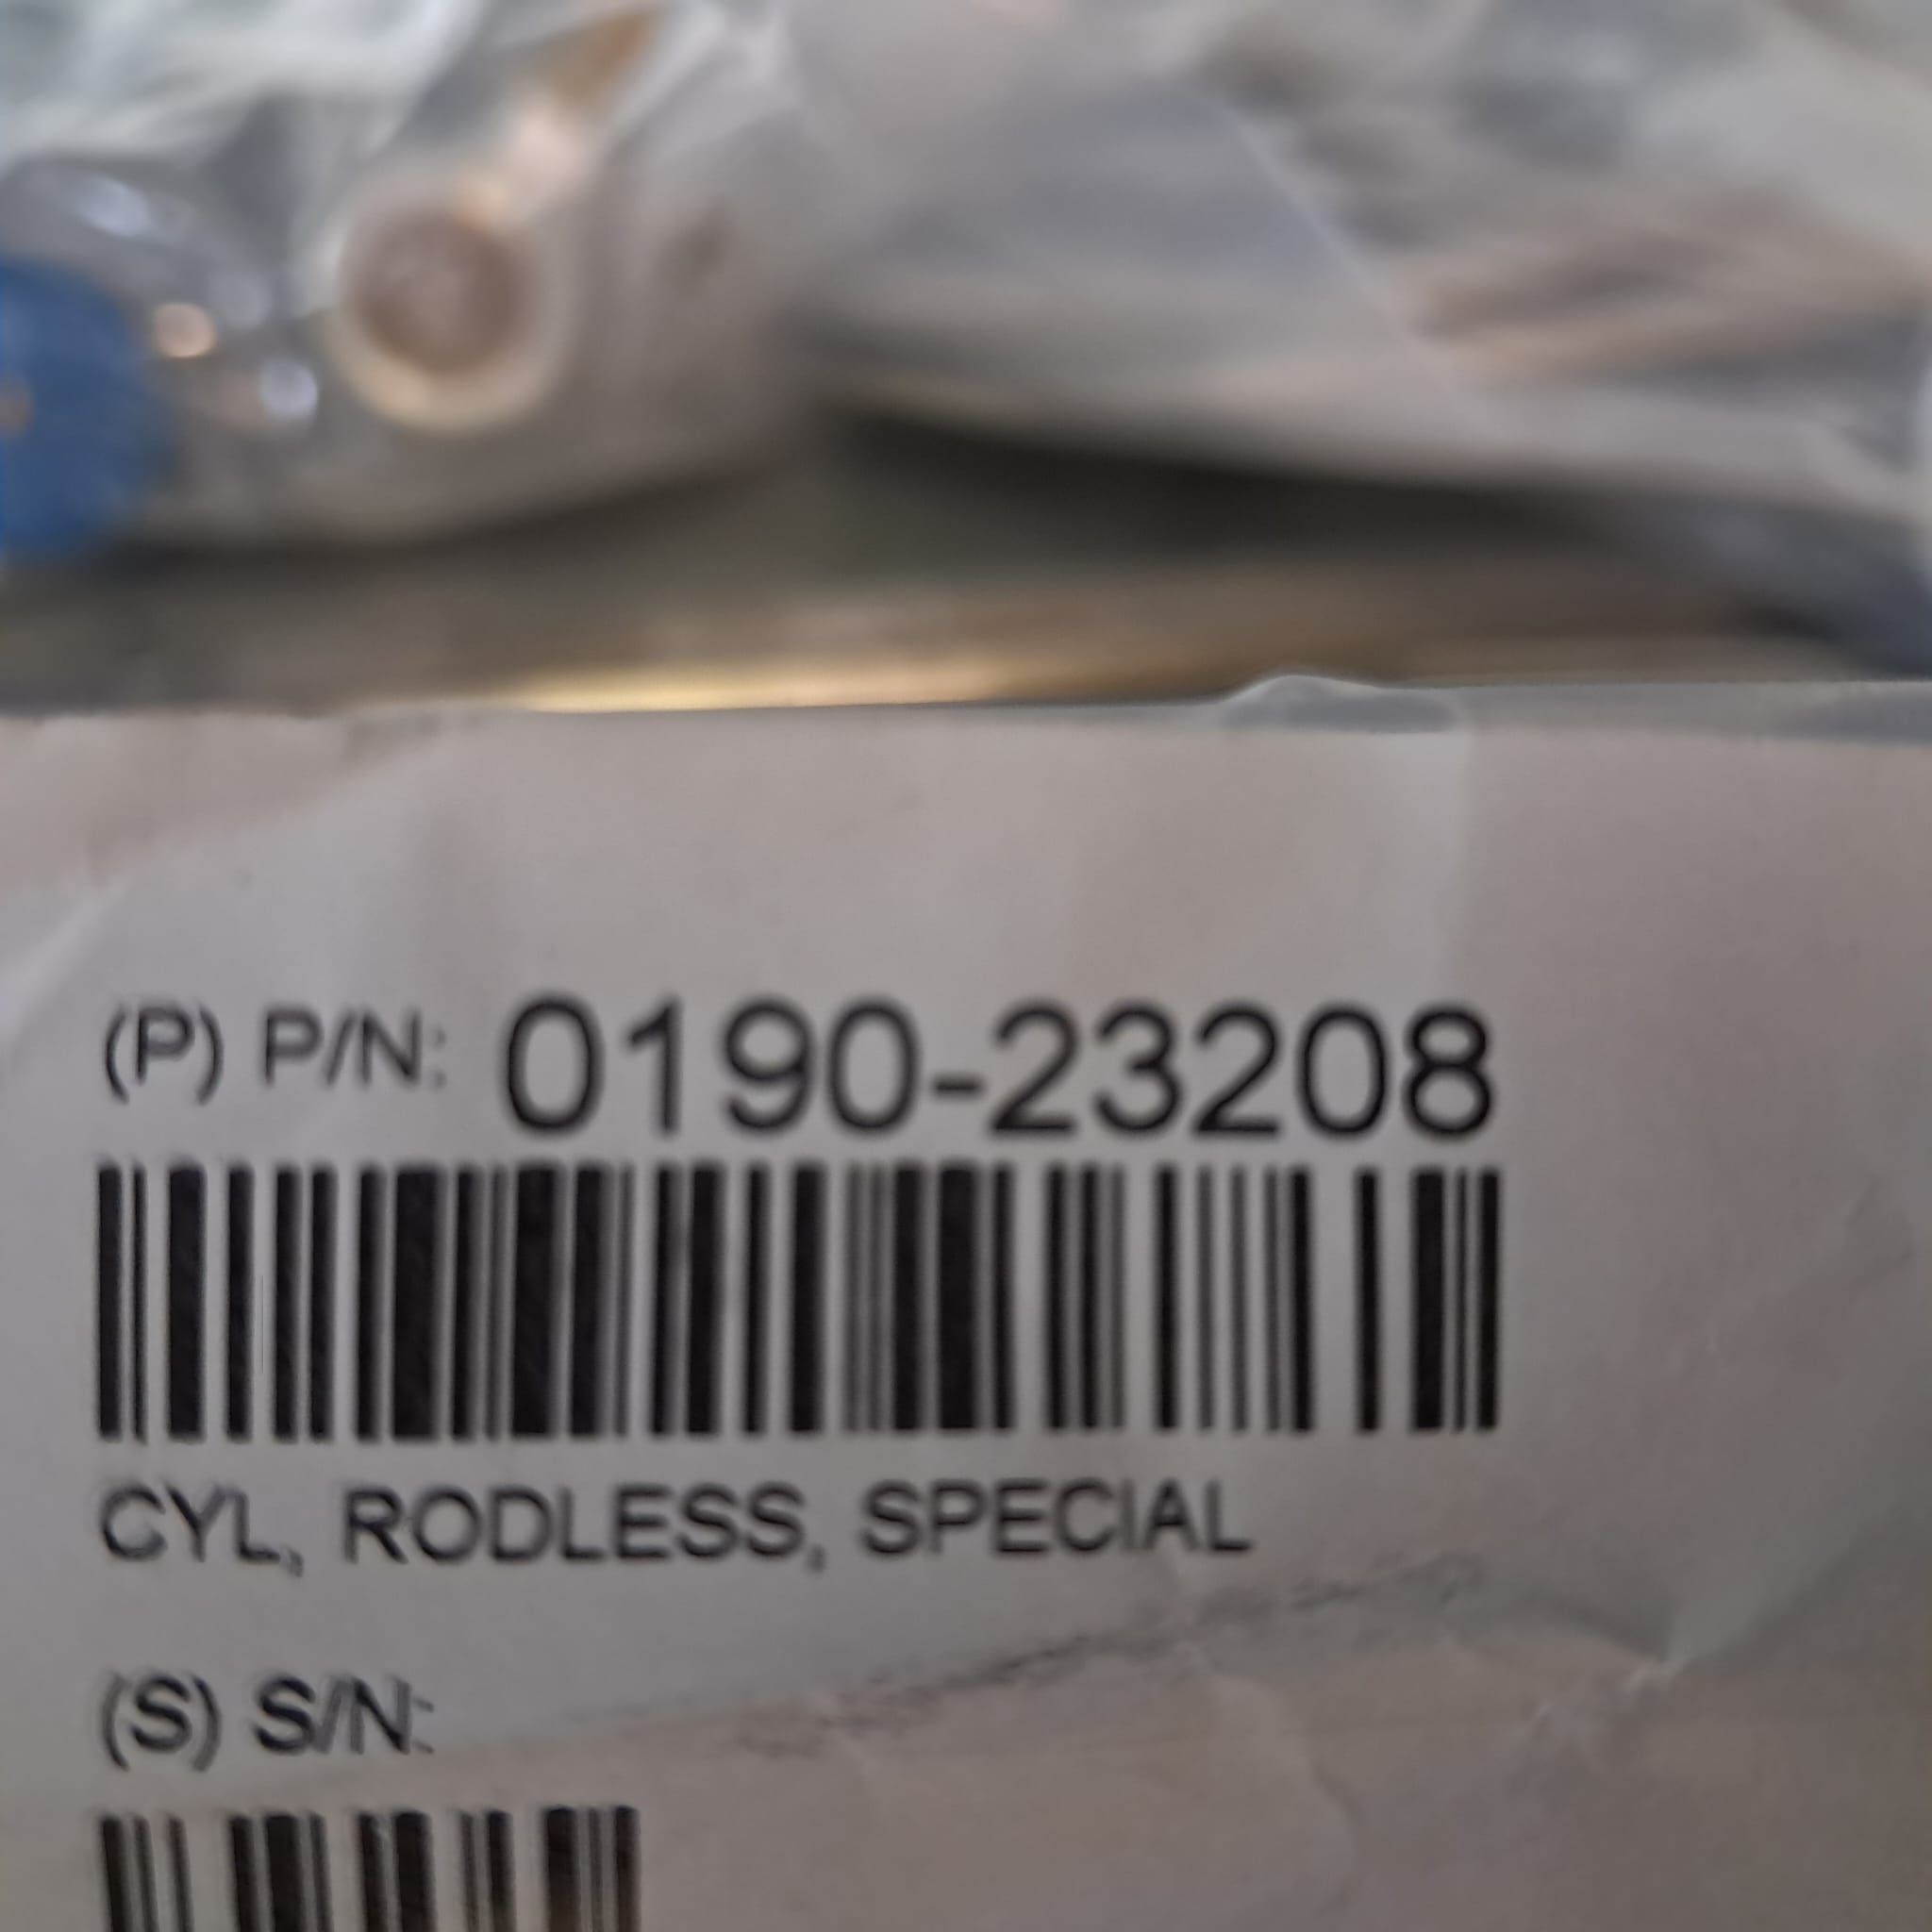 (P) P/N: 0190-23208
CYL, RODLESS, SPECIAL
(S) S/N: